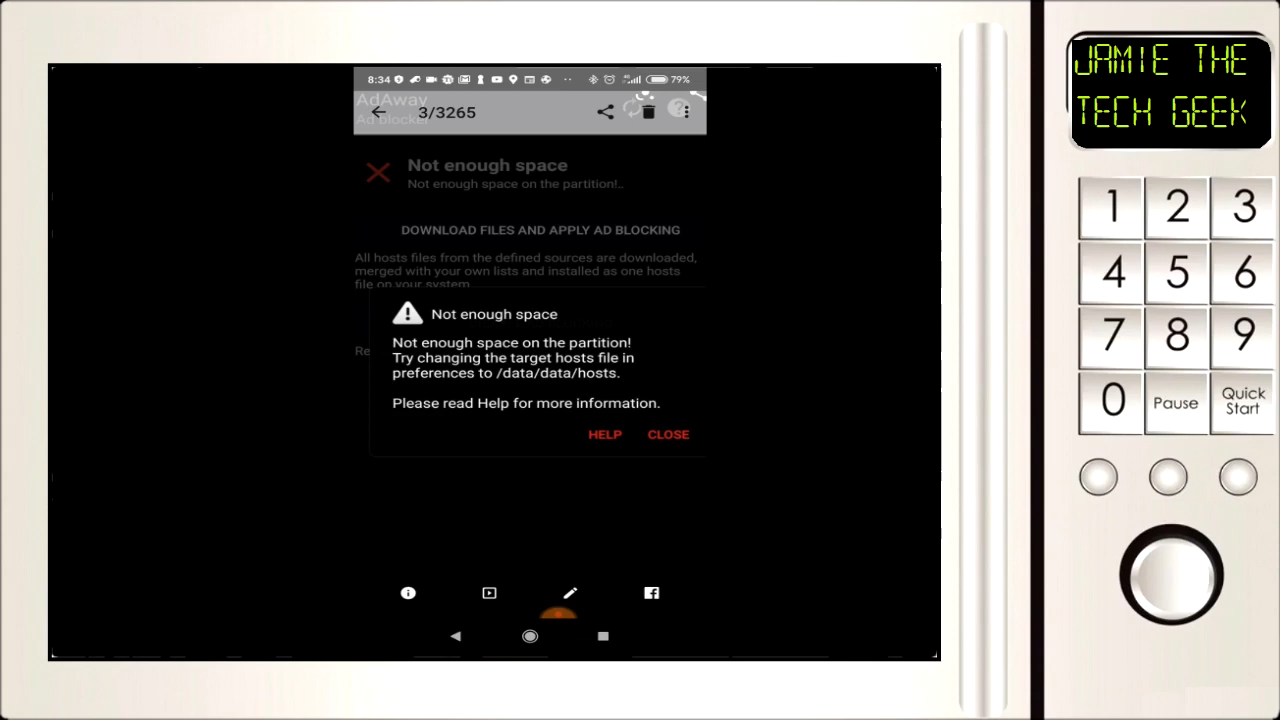 JAMIE THE
TECH GEEK
8:34
79%
AdAway
Ad blocker
3/3265
Not enough space
Not enough space on the partition!..
DOWNLOAD FILES AND APPLY AD BLOCKING
All hosts files from the defined sources are downloaded,
merged with your own lists and installed as one hosts
file on your system.
Re
Not enough space
Not enough space on the partition!
Try changing the target hosts file in
preferences to /data/data/hosts.
Please read Help for more information.
HELP CLOSE
1 2 3
4 5 6
7 8 9
0 Pause Quick
Start